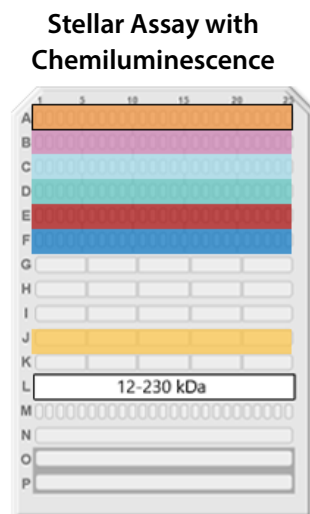 Stellar Assay with
Chemiluminescence
1 5 10 15 20 25
A
B
C
D
E
F
G
H
I
J
K
L 12-230 kDa
M
N
O
P